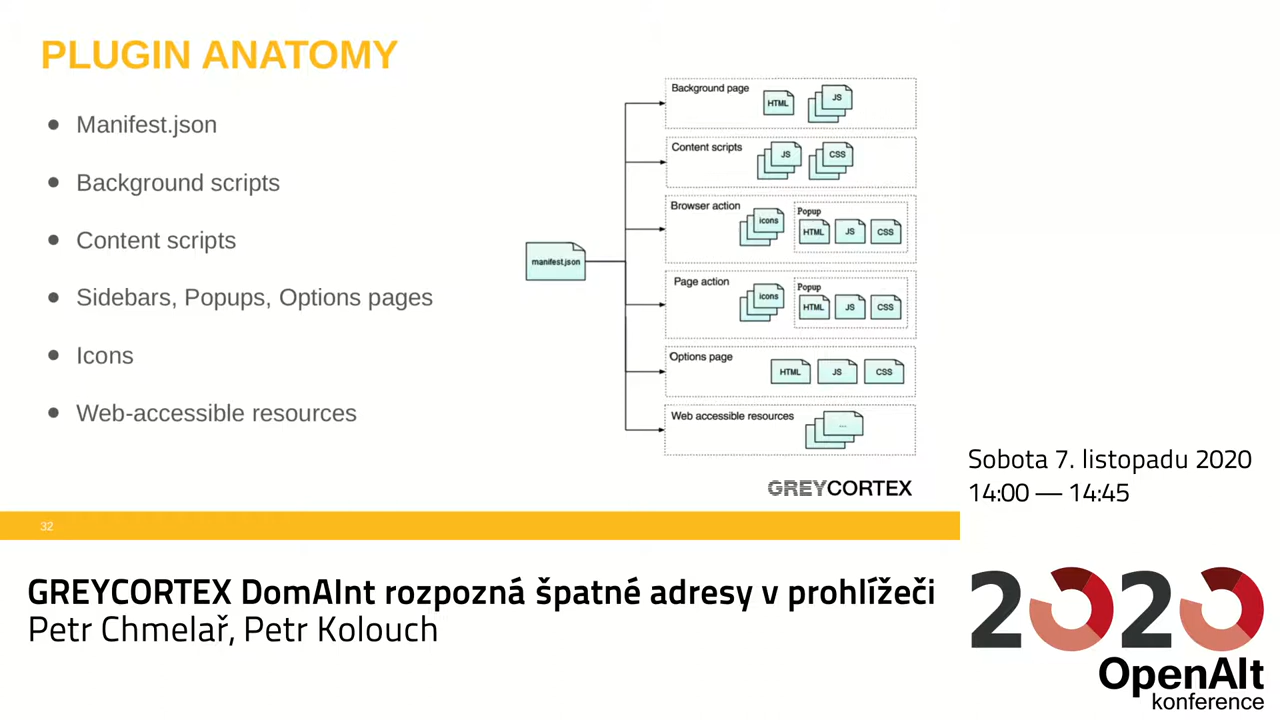 PLUGIN ANATOMY
Manifest.json
Background scripts
Content scripts
Sidebars, Popups, Options pages
Icons
Web-accessible resources
manifest.json
Background page
HTML
JS
Content scripts
JS
CSS
Browser action
icons
Popup
HTML
JS
CSS
Page action
icons
Popup
HTML
JS
CSS
Options page
HTML
JS
CSS
Web accessible resources
...
GREYCORTEX
32
Sobota 7. listopadu 2020
14:00 — 14:45
GREYCORTEX DomAInt rozpozná špatné adresy v prohlížeči
Petr Chmelař, Petr Kolouch
2020
OpenAlt
konference